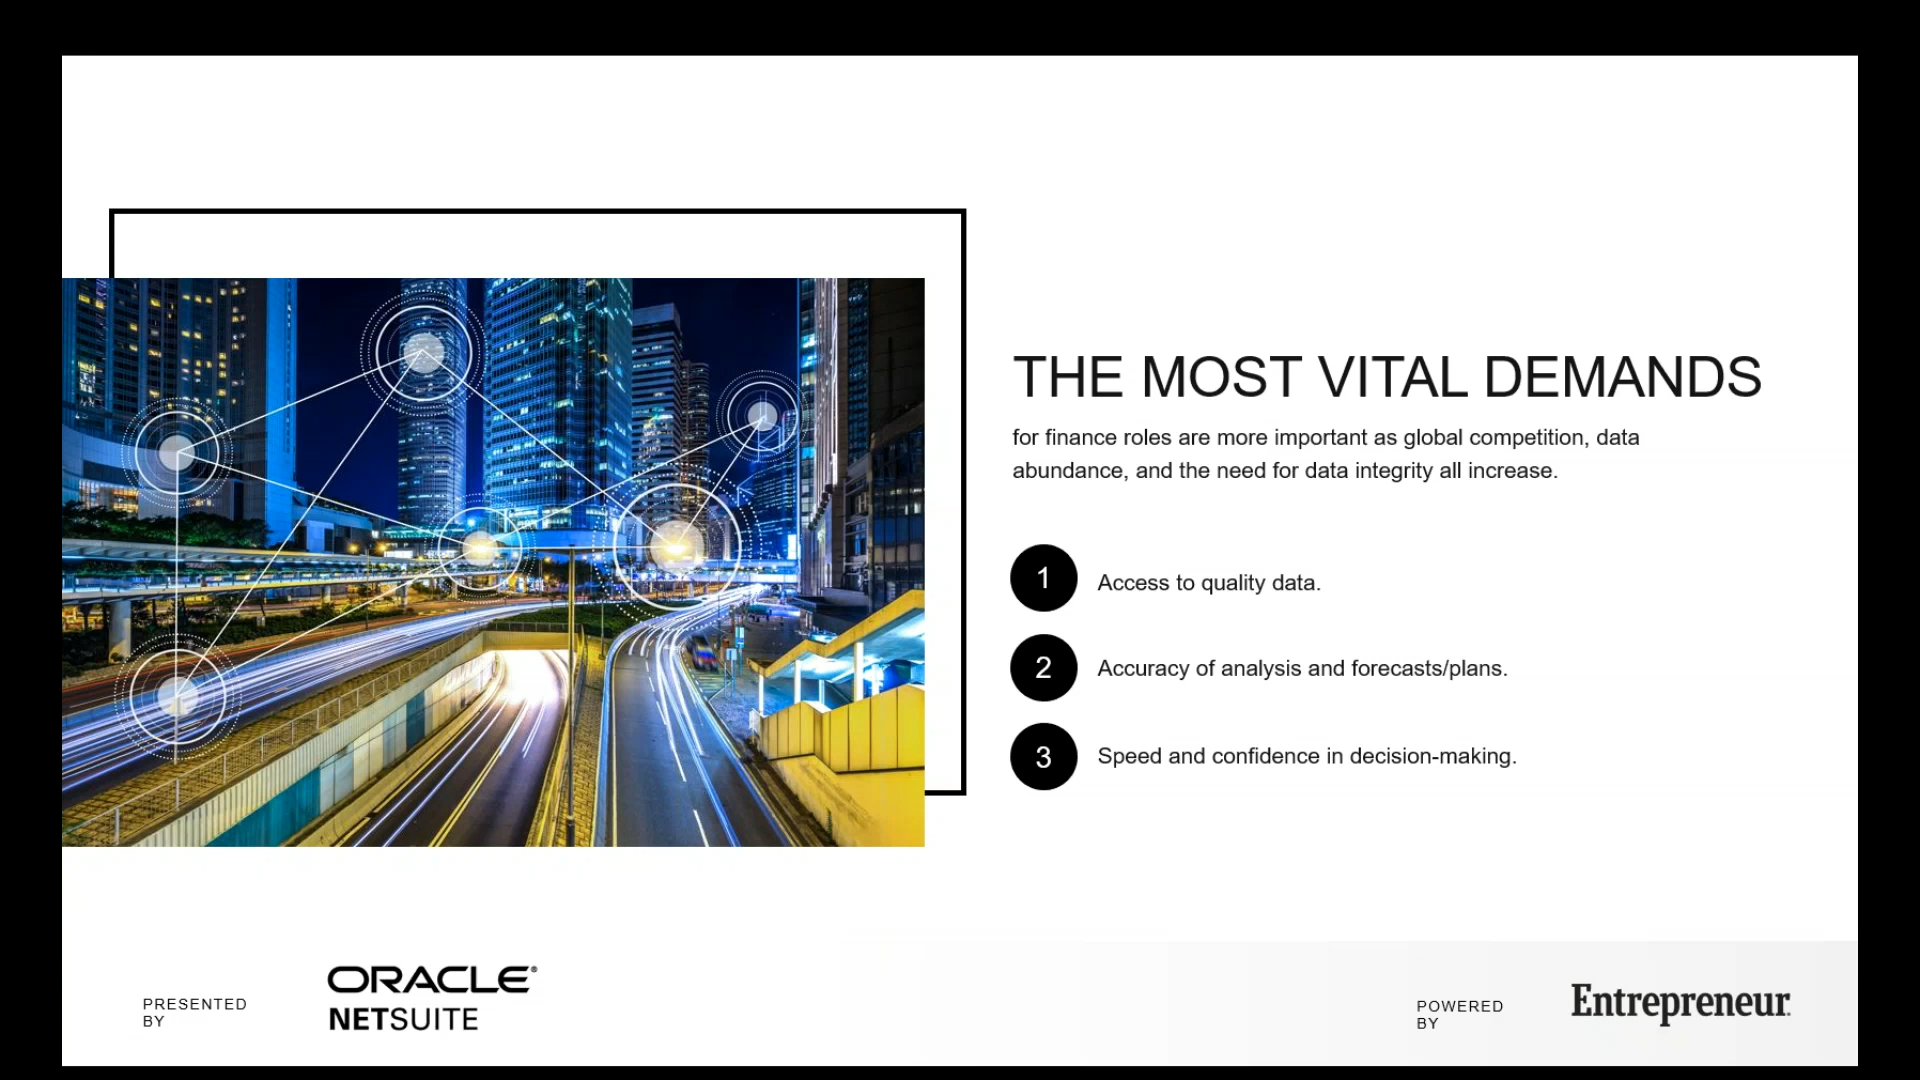 THE MOST VITAL DEMANDS
for finance roles are more important as global competition, data
abundance, and the need for data integrity all increase.
1 Access to quality data.
2 Accuracy of analysis and forecasts/plans.
3 Speed and confidence in decision-making.
PRESENTED
BY
ORACLE®
NETSUITE
POWERED
BY
Entrepreneur.